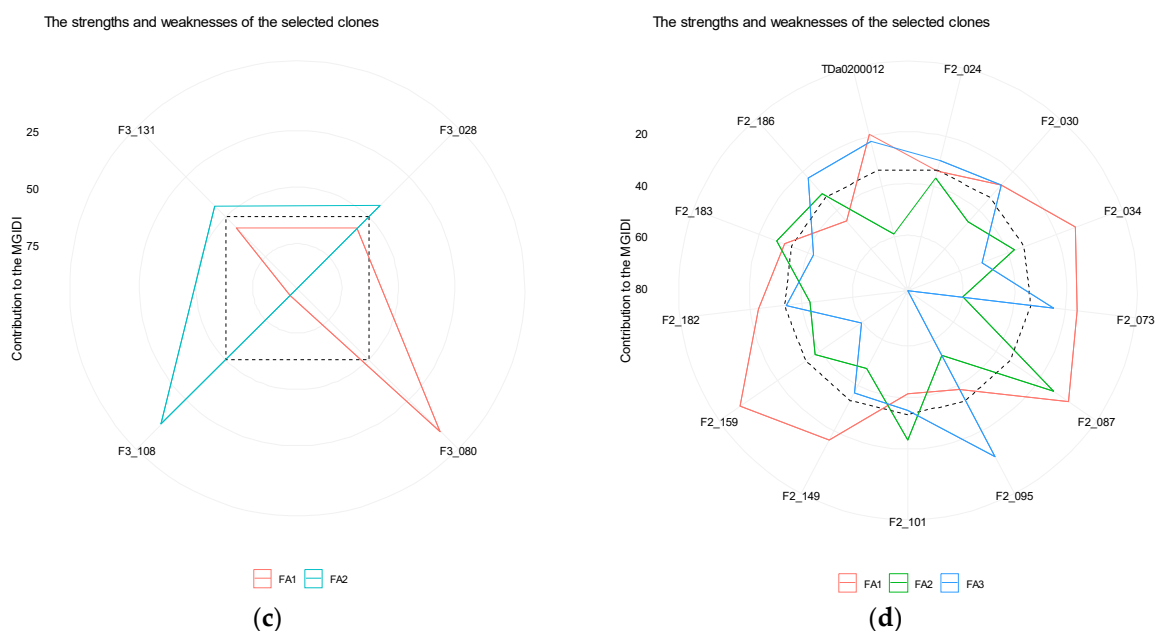 The strengths and weaknesses of the selected clones
F3_131
F3_028
25
50
75
Contribution to the MGIDI
F3_108
F3_080
FA1
FA2
(c)
The strengths and weaknesses of the selected clones
TDa0200012
F2_024
F2_186
F2_030
20
40
60
80
Contribution to the MGIDI
F2_183
F2_034
F2_182
F2_073
F2_159
F2_087
F2_149
F2_095
F2_101
FA1
FA2
FA3
(d)